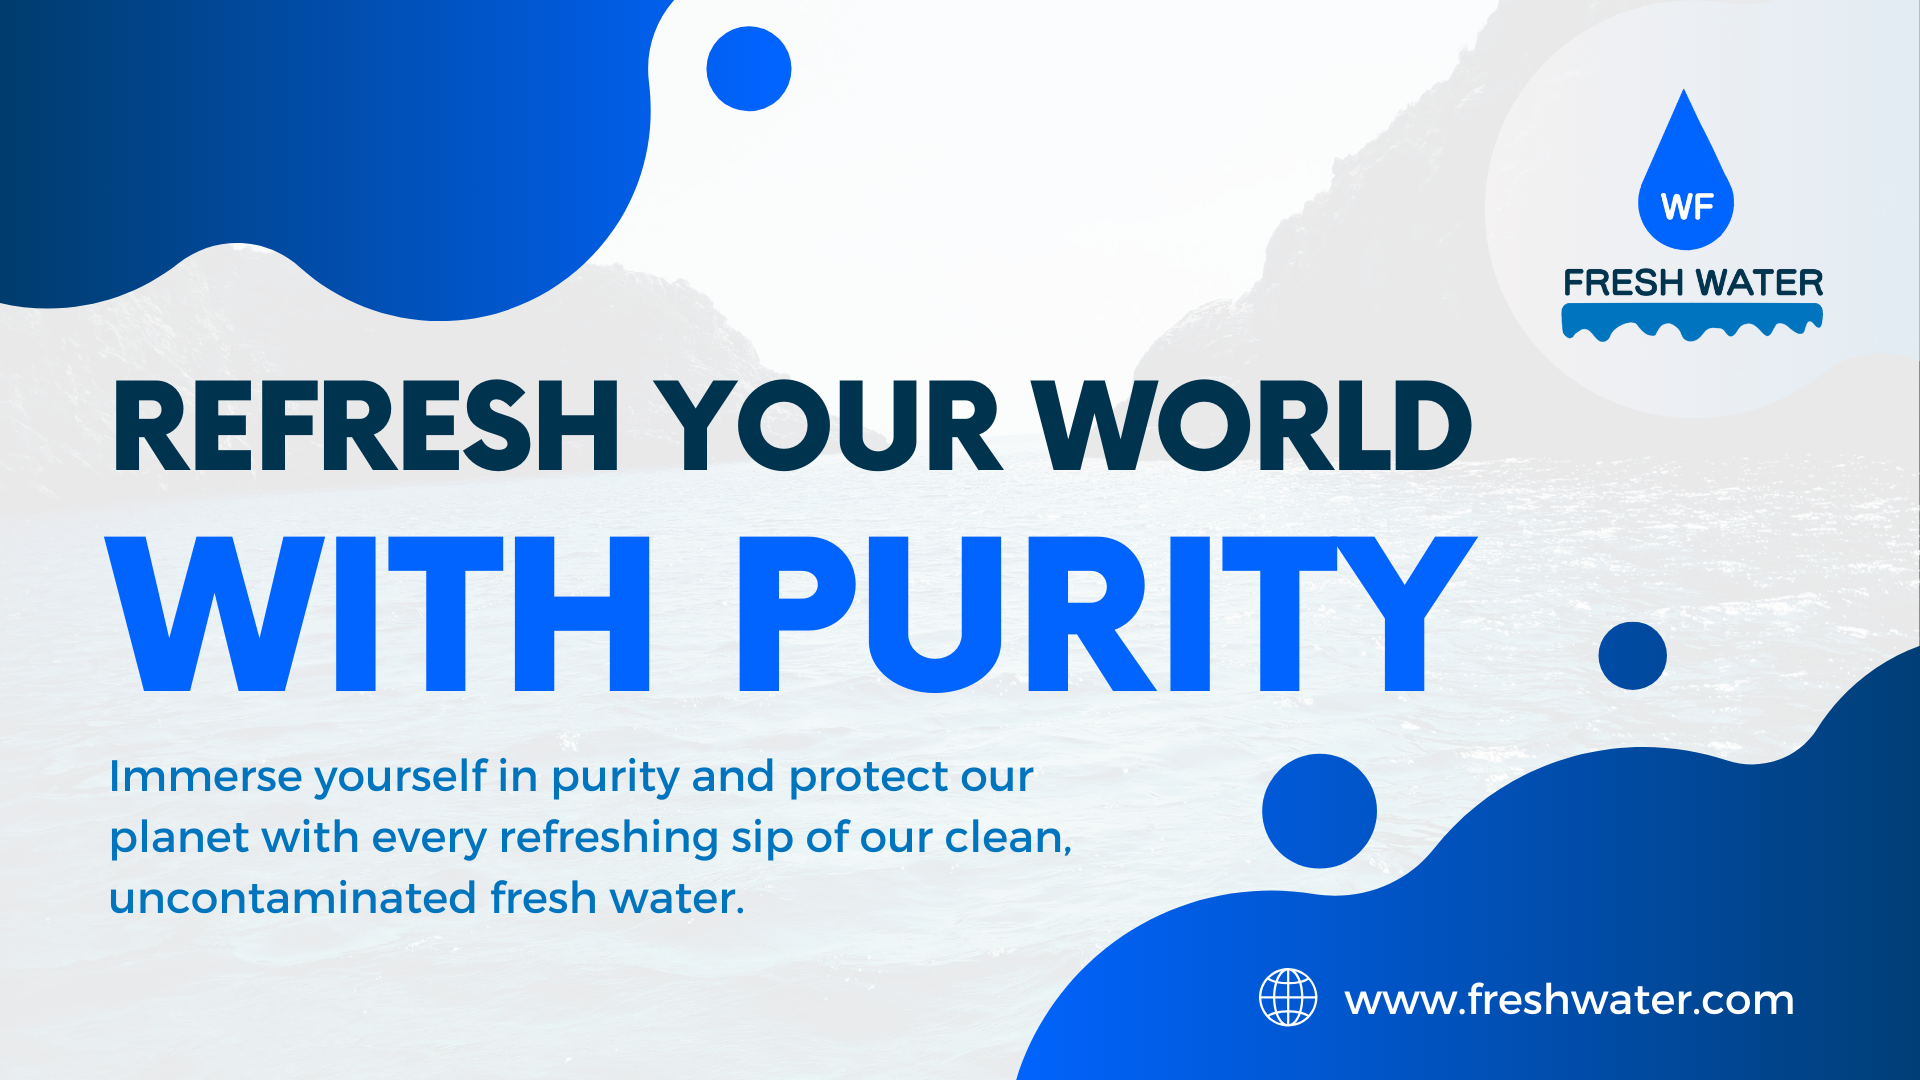 WF
FRESH WATER
REFRESH YOUR WORLD
WITH PURITY
Immerse yourself in purity and protect our
planet with every refreshing sip of our clean,
uncontaminated fresh water.
www.freshwater.com